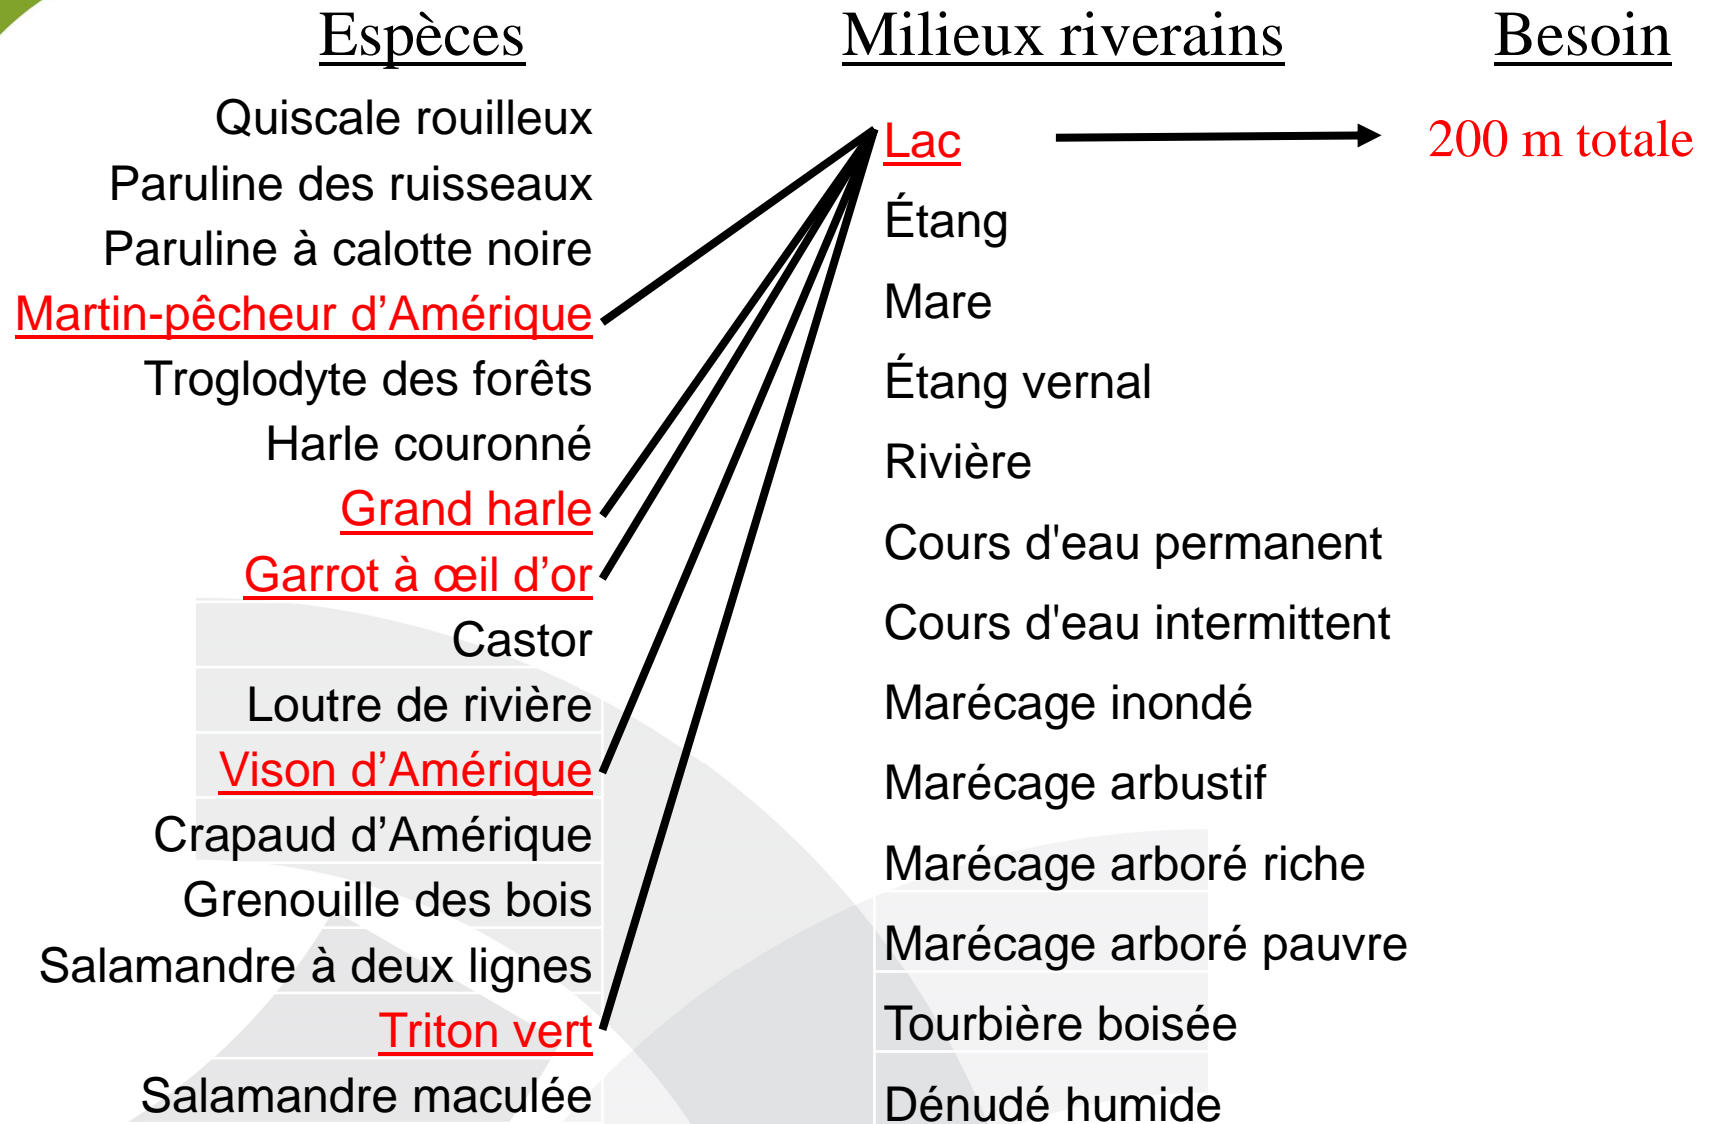 Espèces
Quiscale rouilleux
Paruline des ruisseaux
Paruline à calotte noire
Martin-pêcheur d’Amérique
Troglodyte des forêts
Harle couronné
Grand harle
Garrot à œil d’or
Castor
Loutre de rivière
Vison d’Amérique
Crapaud d’Amérique
Grenouille des bois
Salamandre à deux lignes
Triton vert
Salamandre maculée
Milieux riverains
Lac
Étang
Mare
Étang vernal
Rivière
Cours d'eau permanent
Cours d'eau intermittent
Marécage inondé
Marécage arbustif
Marécage arboré riche
Marécage arboré pauvre
Tourbière boisée
Dénudé humide
Besoin
200 m totale